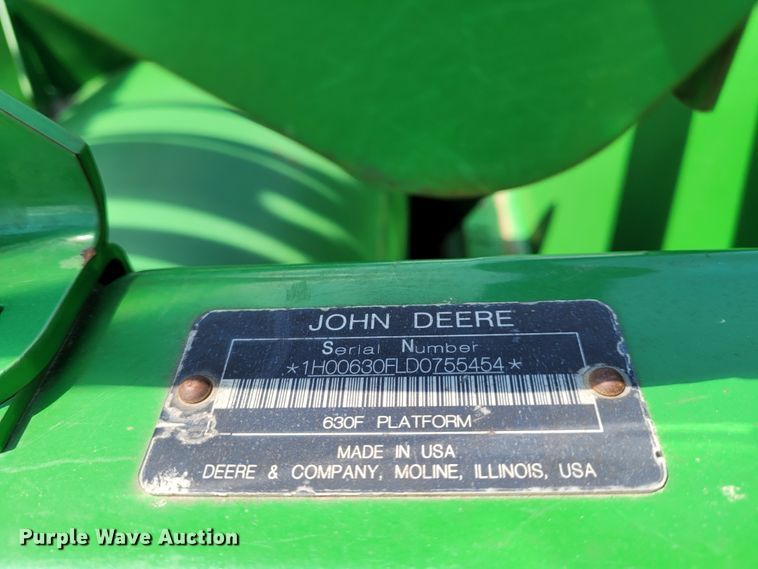 JOHN DEERE
Serial Number
*1H00630FLD0755454*
630F PLATFORM
MADE IN USA
DEERE & COMPANY, MOLINE, ILLINOIS, USA
Purple Wave Auction